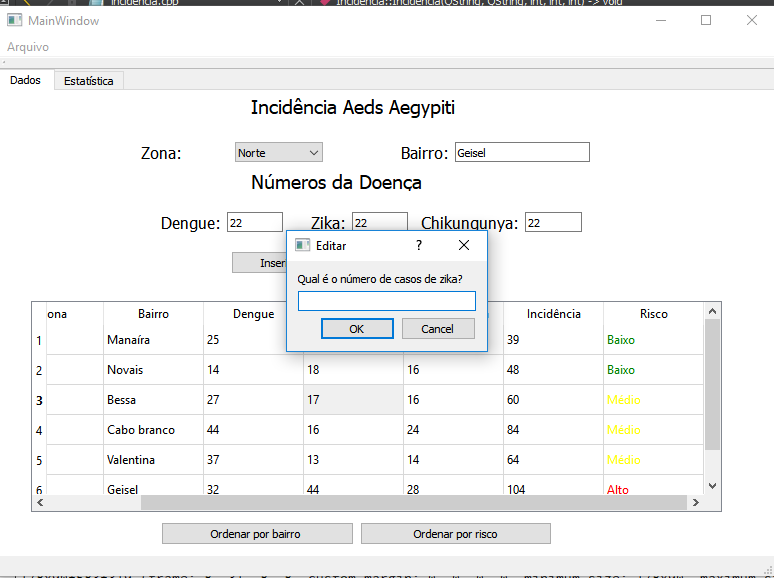 incidencia.cpp
Incidencia::Incidencia(QString, QString, int, int, int) -> void
MainWindow
Arquivo
Dados Estatística
Incidência Aeds Aegypiti
Zona: Norte Bairro: Geisel
Números da Doença
Dengue: 22 Zika: 22 Chikungunya: 22
Editar ?
Qual é o número de casos de zika?
OK Cancel
ona Bairro Dengue Incidência Risco
1 Manaíra 25 39 Baixo
2 Novais 14 18 16 48 Baixo
3 Bessa 27 17 16 60 Médio
4 Cabo branco 44 16 24 84 Médio
5 Valentina 37 13 14 64 Médio
6 Geisel 32 44 28 104 Alto
Ordenar por bairro Ordenar por risco